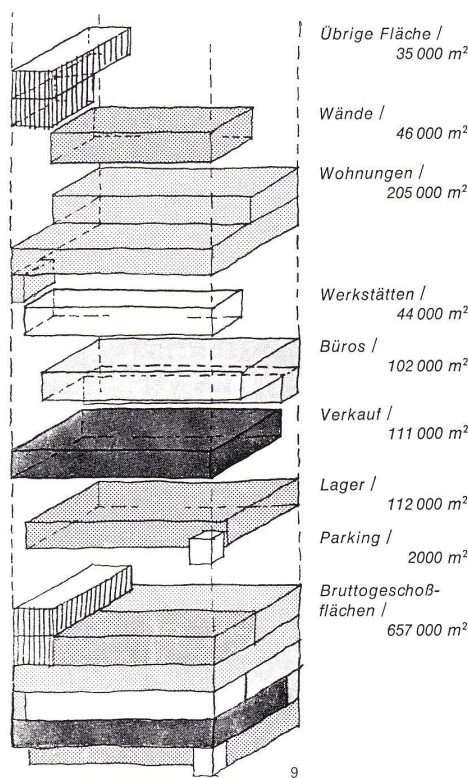 Übrige Fläche /
35 000 m²
Wände /
46 000 m²
Wohnungen /
205 000 m²
Werkstätten /
44 000 m²
Büros /
102 000 m²
Verkauf /
111 000 m²
Lager /
112 000 m²
Parking /
2000 m²
Bruttogeschoß-
flächen /
657 000 m²
9